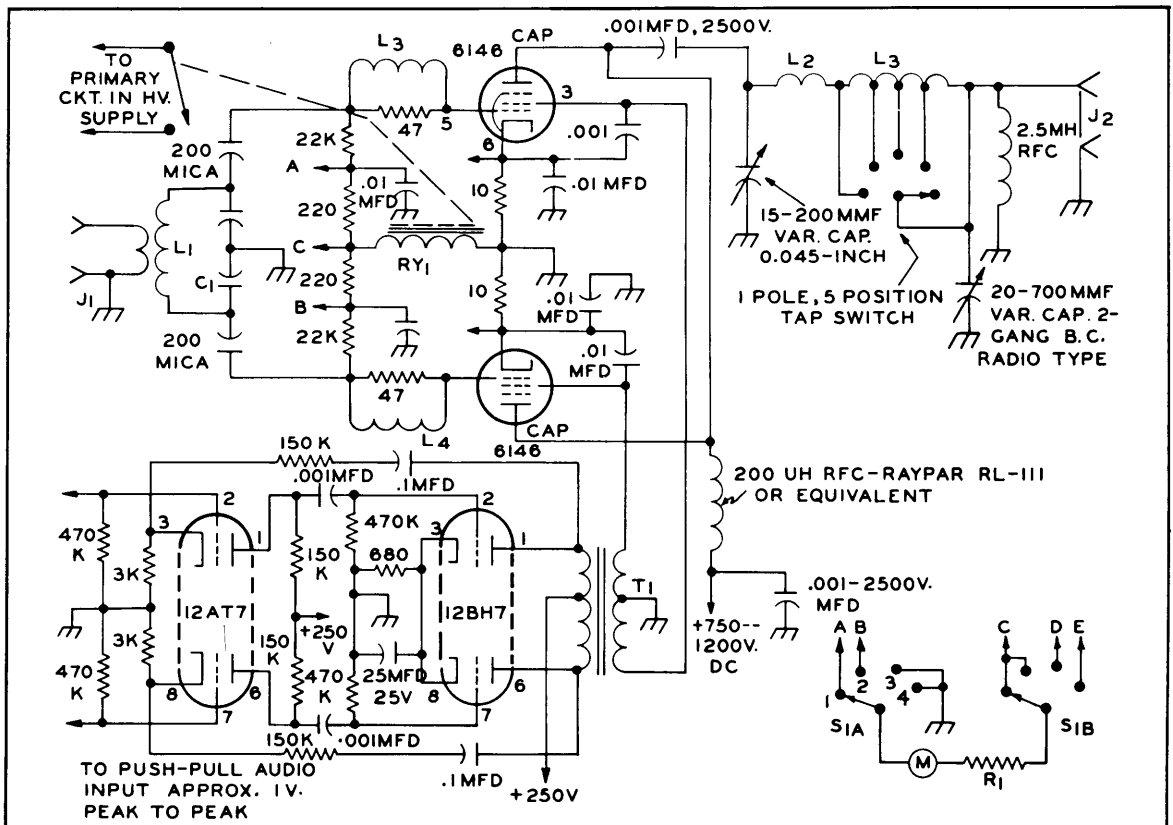 TO
PRIMARY
CKT. IN HV.
SUPPLY
L3
6146
CAP
.001MFD, 2500V.
L2
L3
J2
3
47
5
22K
6
.001
2.5MH
RFC
200
MICA
A
.01
MFD
10
.01 MFD
15-200 MMF
VAR. CAP.
0.045-INCH
220
C
L1
C1
RY1
J1
220
10
.01
MFD
1 POLE, 5 POSITION
TAP SWITCH
20-700MMF
VAR. CAP. 2-
GANG B.C.
RADIO TYPE
B
22K
200
MICA
.01
MFD
47
CAP
L4
6146
150 K
.001MFD
.1MFD
200 UH RFC-RAYPAR RL-111
OR EQUIVALENT
2
2
470
K
3
1
470K
3
1
3K
150
K
680
T1
12AT7
12BH7
.001-2500V.
MFD
+250
V
+750--
1200V.
DC
3K
150
K
25MFD
25V
470
K
470
K
8
6
8
6
7
7
150K
.001MFD
.1MFD
+250V
A
B
C
D
E
1
2
3
4
S1A
S1B
M
R1
TO PUSH-PULL AUDIO
INPUT APPROX. 1V.
PEAK TO PEAK